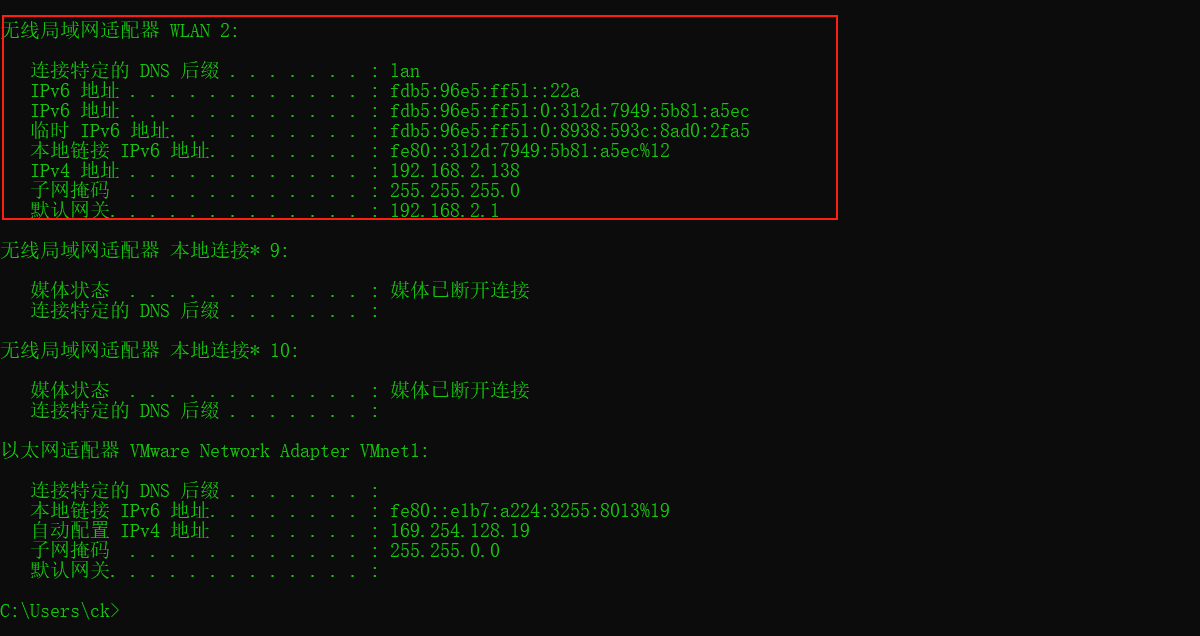 无线局域网适配器 WLAN 2:
连接特定的 DNS 后缀 . . . . . . . : lan
IPv6 地址 . . . . . . . . . . . . : fdb5:96e5:ff51::22a
IPv6 地址 . . . . . . . . . . . . : fdb5:96e5:ff51:0:312d:7949:5b81:a5ec
临时 IPv6 地址. . . . . . . . . . : fdb5:96e5:ff51:0:8938:593c:8ad0:2fa5
本地链接 IPv6 地址. . . . . . . . : fe80::312d:7949:5b81:a5ec%12
IPv4 地址 . . . . . . . . . . . . : 192.168.2.138
子网掩码  . . . . . . . . . . . . : 255.255.255.0
默认网关. . . . . . . . . . . . . : 192.168.2.1
无线局域网适配器 本地连接* 9:
媒体状态  . . . . . . . . . . . . : 媒体已断开连接
连接特定的 DNS 后缀 . . . . . . . :
无线局域网适配器 本地连接* 10:
媒体状态  . . . . . . . . . . . . : 媒体已断开连接
连接特定的 DNS 后缀 . . . . . . . :
以太网适配器 VMware Network Adapter VMnet1:
连接特定的 DNS 后缀 . . . . . . . :
本地链接 IPv6 地址. . . . . . . . : fe80::e1b7:a224:3255:8013%19
自动配置 IPv4 地址  . . . . . . . : 169.254.128.19
子网掩码  . . . . . . . . . . . . : 255.255.0.0
默认网关. . . . . . . . . . . . . :
C:\Users\ck>